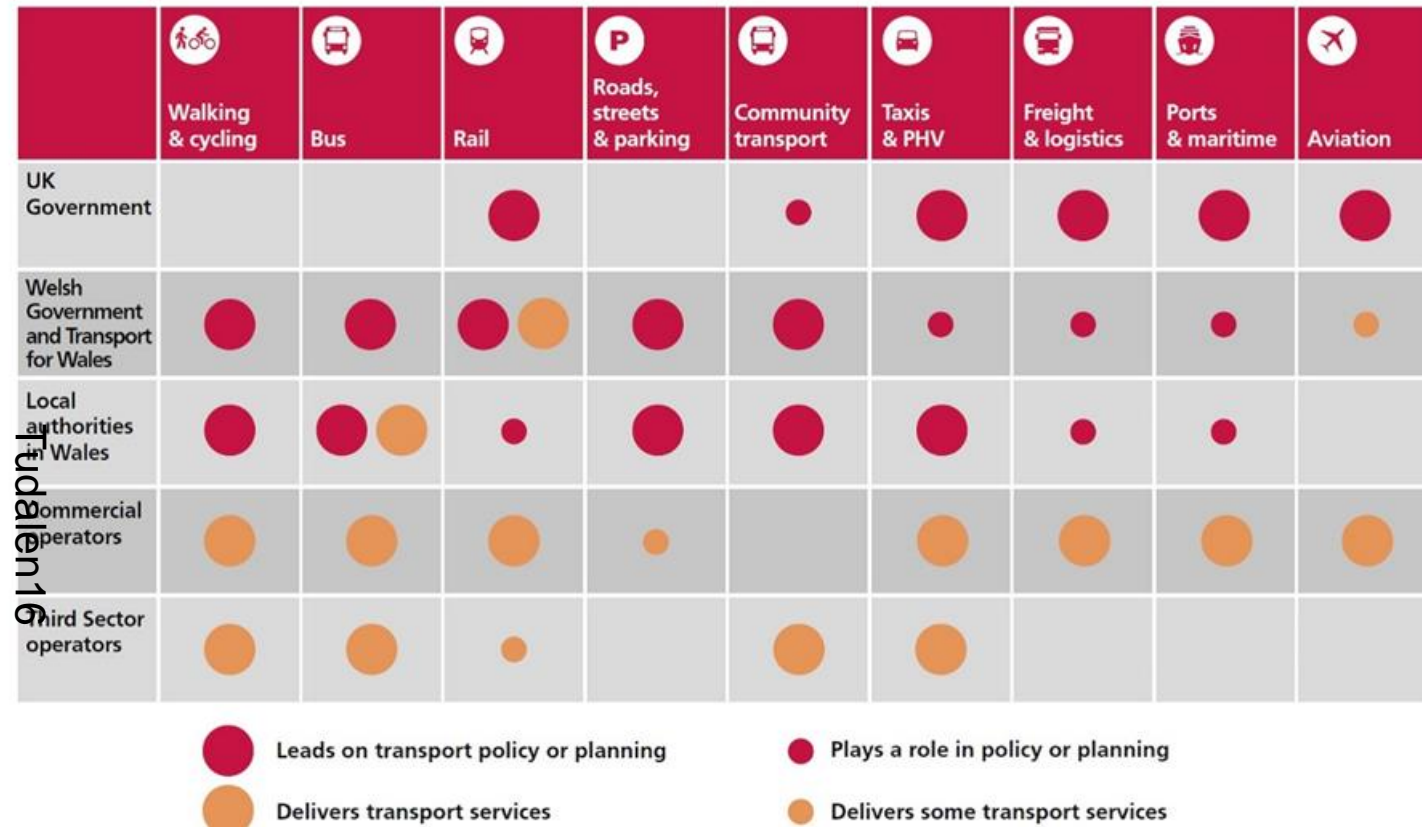 P
Walking
& cycling
Bus
Rail
Roads,
streets
& parking
Community
transport
Taxis
& PHV
Freight
& logistics
Ports
& maritime
Aviation
UK
Government
Welsh
Government
and Transport
for Wales
Local
authorities
in Wales
Commercial
operators
Third Sector
operators
Tudalen 16
Leads on transport policy or planning
Plays a role in policy or planning
Delivers transport services
Delivers some transport services